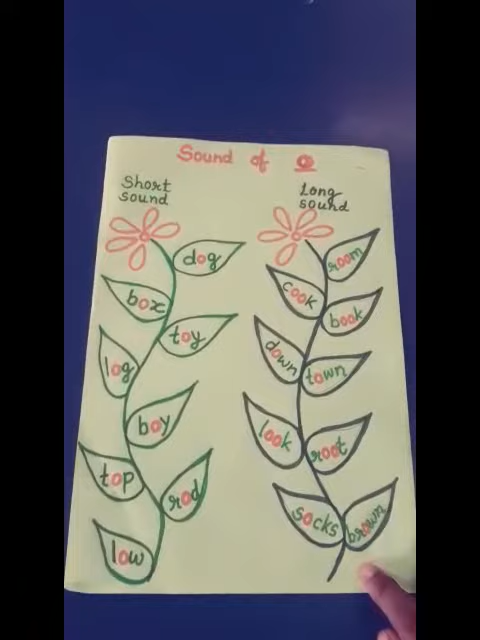 Sound of o
Short
sound
dog
box
toy
log
boy
top
rod
low
Long
sound
room
cook
book
down
town
look
root
socks
brown